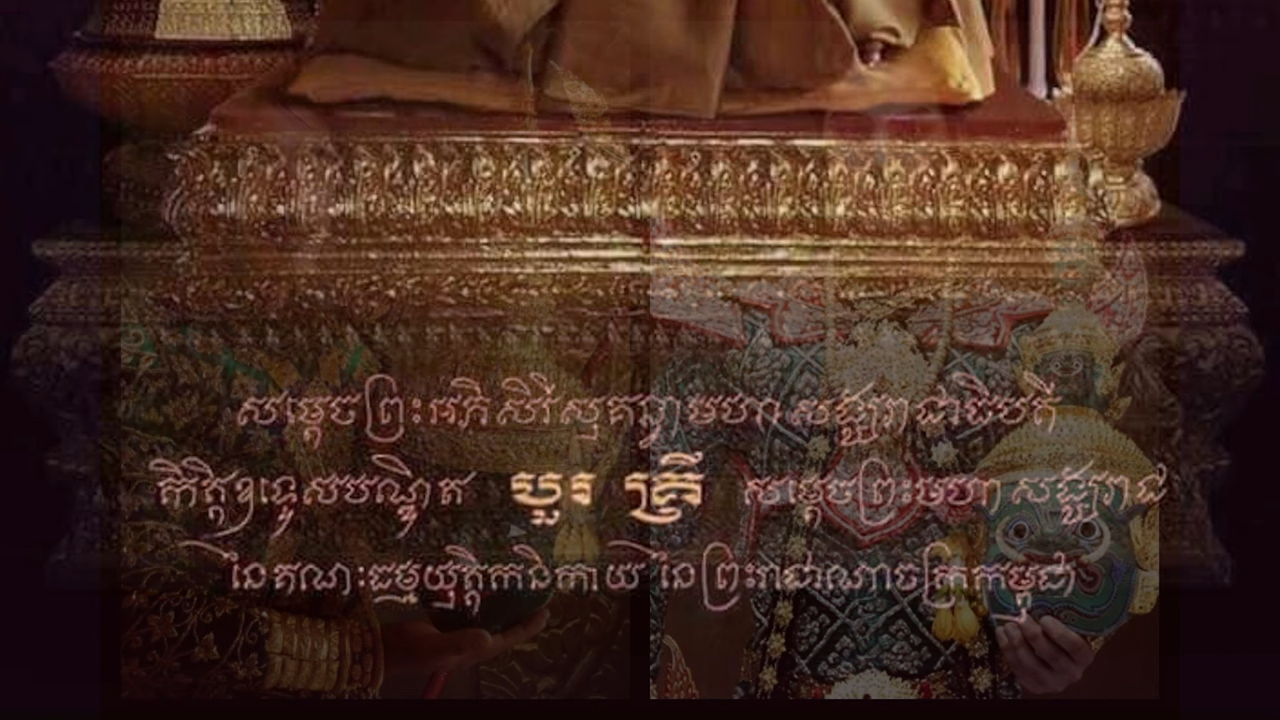 សម្តេចព្រះអភិសិរីសុគន្ធាមហាសង្ឃរាជាធិបតី
កិត្តិឧទ្ទេសបណ្ឌិត បួរ គ្រី សម្តេចព្រះមហាសង្ឃរាជ
នៃគណៈធម្មយុត្តិកនិកាយ នៃព្រះរាជាណាចក្រកម្ពុជា